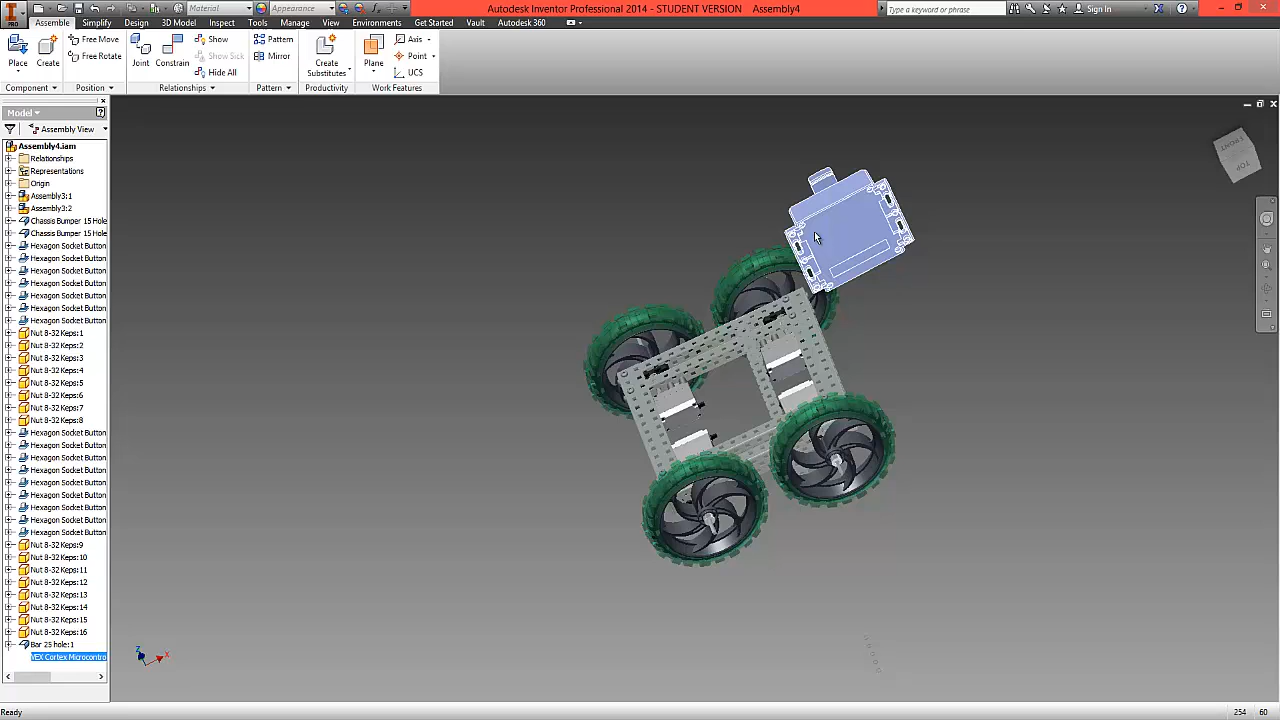 Material
Appearance
Autodesk Inventor Professional 2014 - STUDENT VERSION   Assembly4
Type a keyword or phrase
Sign In
PRO
Assemble
Simplify
Design
3D Model
Inspect
Tools
Manage
View
Environments
Get Started
Vault
Autodesk 360
Place
Create
Free Move
Free Rotate
Joint
Constrain
Show
Show Sick
Hide All
Pattern
Mirror
Create
Substitutes
Plane
Axis
Point
UCS
Component
Position
Relationships
Pattern
Productivity
Work Features
Model
Assembly View
Assembly4.iam
Relationships
Representations
Origin
Assembly3:1
Assembly3:2
Chassis Bumper 15 Hole
Chassis Bumper 15 Hole
Hexagon Socket Button
Hexagon Socket Button
Hexagon Socket Button
Hexagon Socket Button
Hexagon Socket Button
Hexagon Socket Button
Hexagon Socket Button
Nut 8-32 Keps:1
Nut 8-32 Keps:2
Nut 8-32 Keps:3
Nut 8-32 Keps:4
Nut 8-32 Keps:5
Nut 8-32 Keps:6
Nut 8-32 Keps:7
Nut 8-32 Keps:8
Hexagon Socket Button
Hexagon Socket Button
Hexagon Socket Button
Hexagon Socket Button
Hexagon Socket Button
Hexagon Socket Button
Hexagon Socket Button
Hexagon Socket Button
Hexagon Socket Button
Nut 8-32 Keps:9
Nut 8-32 Keps:10
Nut 8-32 Keps:11
Nut 8-32 Keps:12
Nut 8-32 Keps:13
Nut 8-32 Keps:14
Nut 8-32 Keps:15
Nut 8-32 Keps:16
Bar 25 hole:1
VEX Cortex Microcontro
FRONT
TOP
Z
X
Ready
254
60